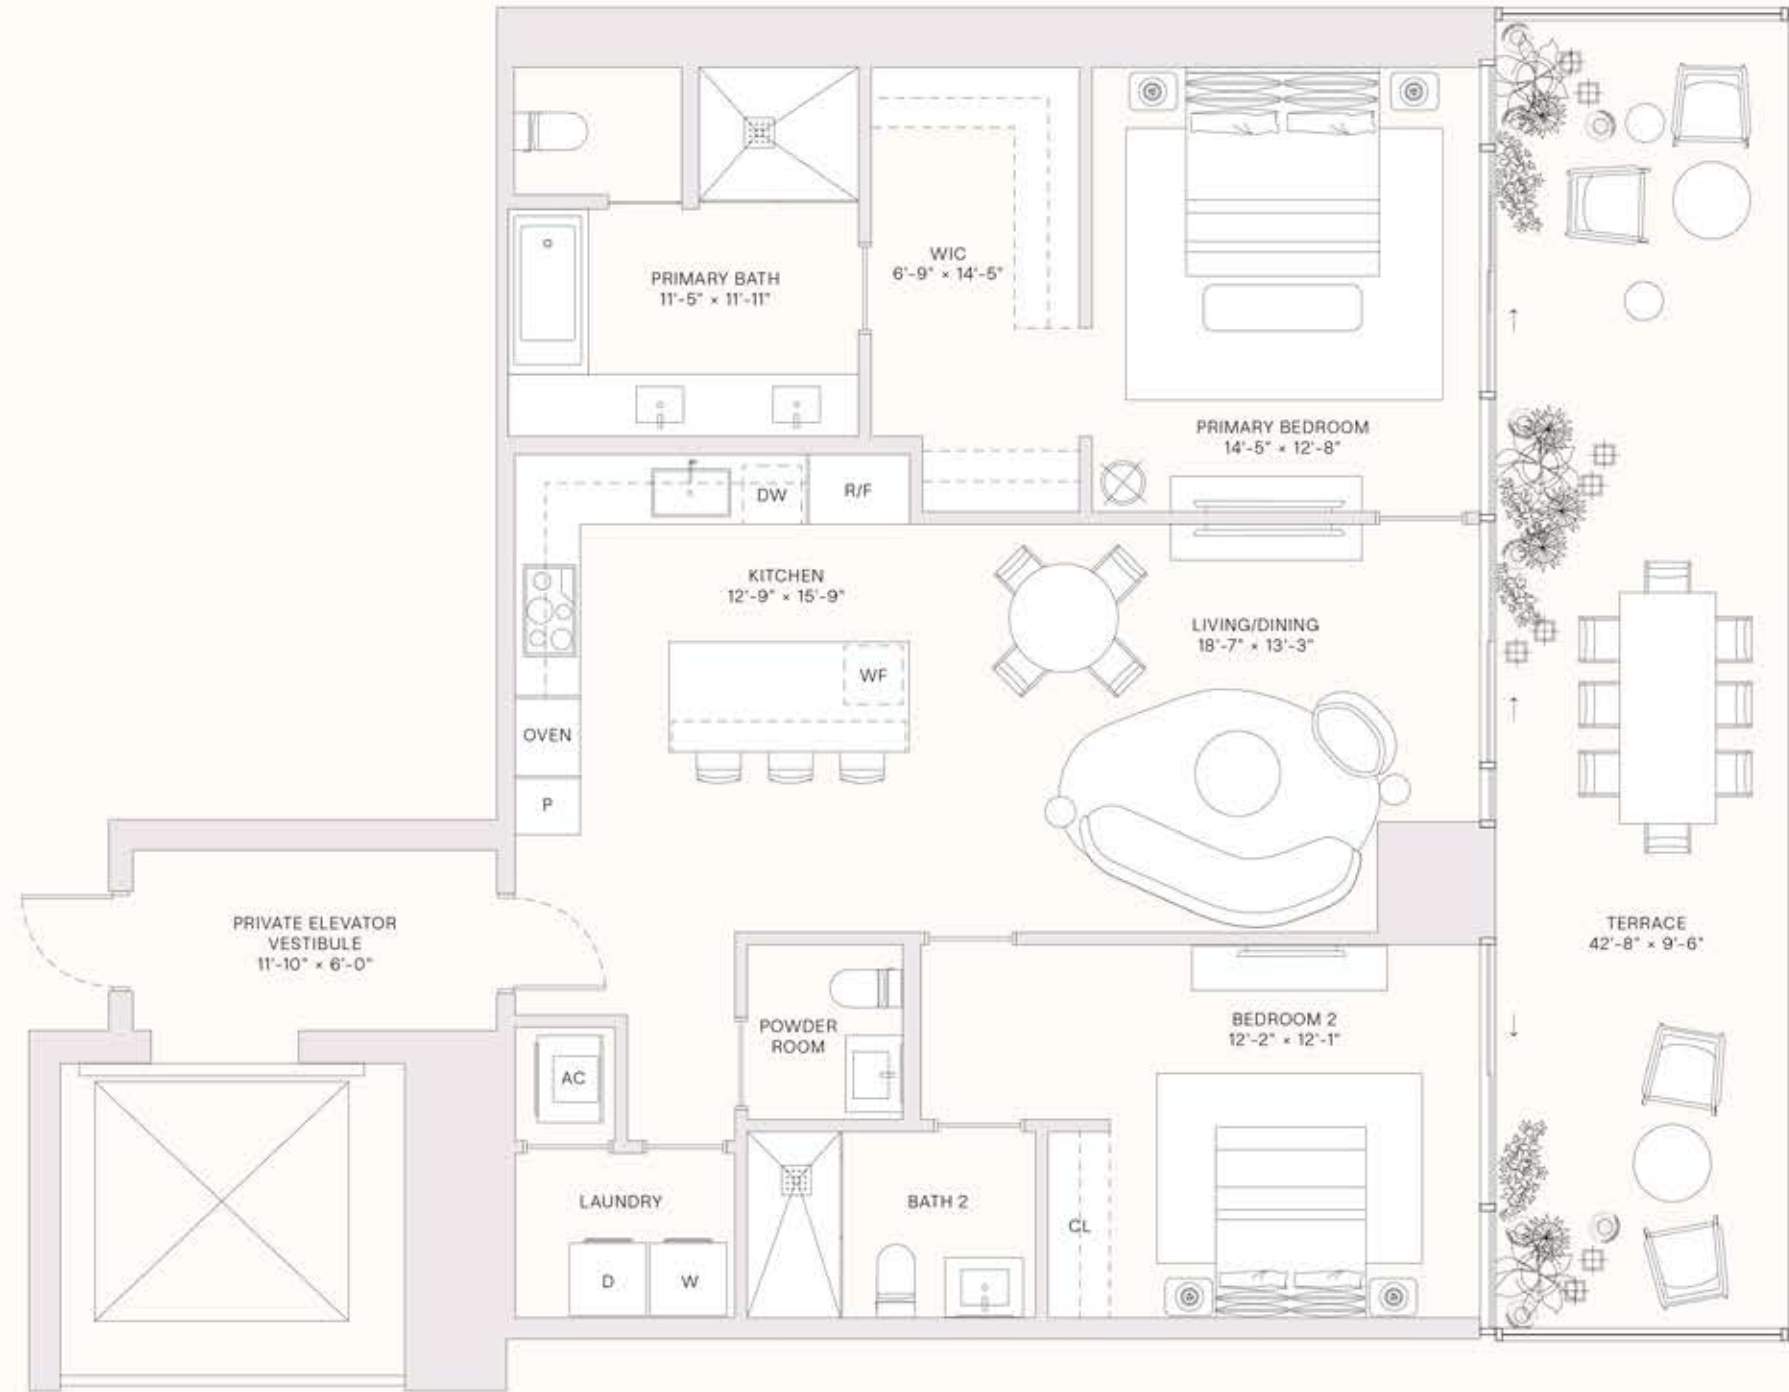 PRIMARY BATH
11'-5" × 11'-11"
WIC
6'-9" × 14'-5"
PRIMARY BEDROOM
14'-5" × 12'-8"
DW
R/F
KITCHEN
12'-9" × 15'-9"
LIVING/DINING
18'-7" × 13'-3"
WF
OVEN
P
PRIVATE ELEVATOR
VESTIBULE
11'-10" × 6'-0"
TERRACE
42'-8" × 9'-6"
POWDER
ROOM
BEDROOM 2
12'-2" × 12'-1"
AC
LAUNDRY
BATH 2
CL
D
W